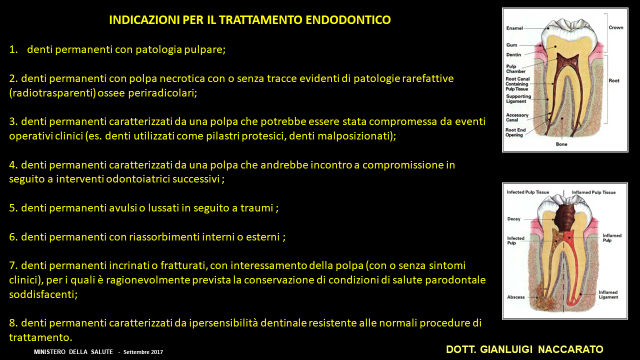 INDICAZIONI PER IL TRATTAMENTO ENDODONTICO
1. denti permanenti con patologia pulpare;
2. denti permanenti con polpa necrotica con o senza tracce evidenti di patologie rarefattive
(radiotrasparenti) ossee periradicolari;
3. denti permanenti caratterizzati da una polpa che potrebbe essere stata compromessa da eventi
operativi clinici (es. denti utilizzati come pilastri protesici, denti malposizionati);
4. denti permanenti caratterizzati da una polpa che andrebbe incontro a compromissione in
seguito a interventi odontoiatrici successivi ;
5. denti permanenti avulsi o lussati in seguito a traumi ;
6. denti permanenti con riassorbimenti interni o esterni ;
7. denti permanenti incrinati o fratturati, con interessamento della polpa (con o senza sintomi
clinici), per i quali è ragionevolmente prevista la conservazione di condizioni di salute parodontale
soddisfacenti;
8. denti permanenti caratterizzati da ipersensibilità dentinale resistente alle normali procedure di
trattamento.
MINISTERO DELLA SALUTE - Settembre 2017
Enamel
Gum
Dentin
Pulp
Chamber
Root Canal
Containing
Pulp Tissue
Supporting
Ligament
Accessory
Canal
Root End
Opening
Bone
Crown
Root
Infected Pulp Tissue
Inflamed Pulp Tissue
Decay
Infected
Pulp
Abscess
Inflamed
Pulp
Inflamed
Ligament
DOTT. GIANLUIGI NACCARATO